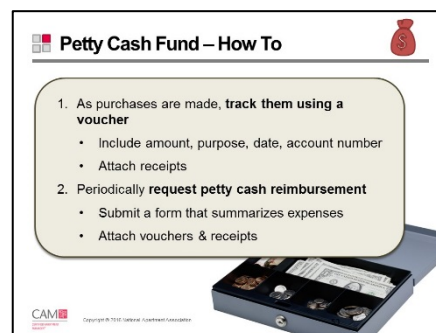 Petty Cash Fund – How To
1. As purchases are made, track them using a
voucher
• Include amount, purpose, date, account number
• Attach receipts
2. Periodically request petty cash reimbursement
• Submit a form that summarizes expenses
• Attach vouchers & receipts
CAM
Copyright © 2016 National Apartment Association